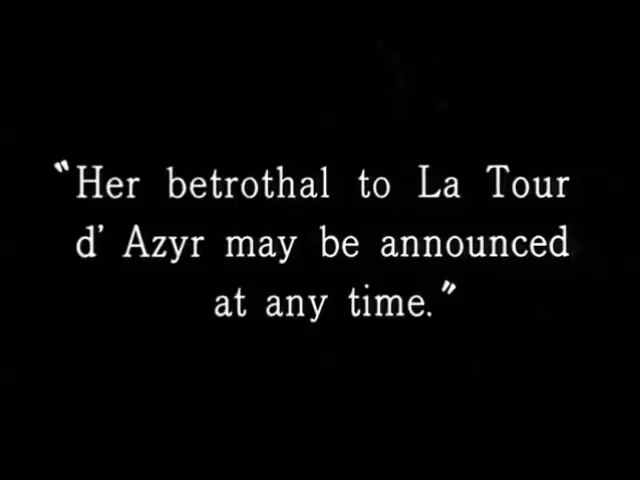 "Her betrothal to La Tour
d' Azyr may be announced
at any time."